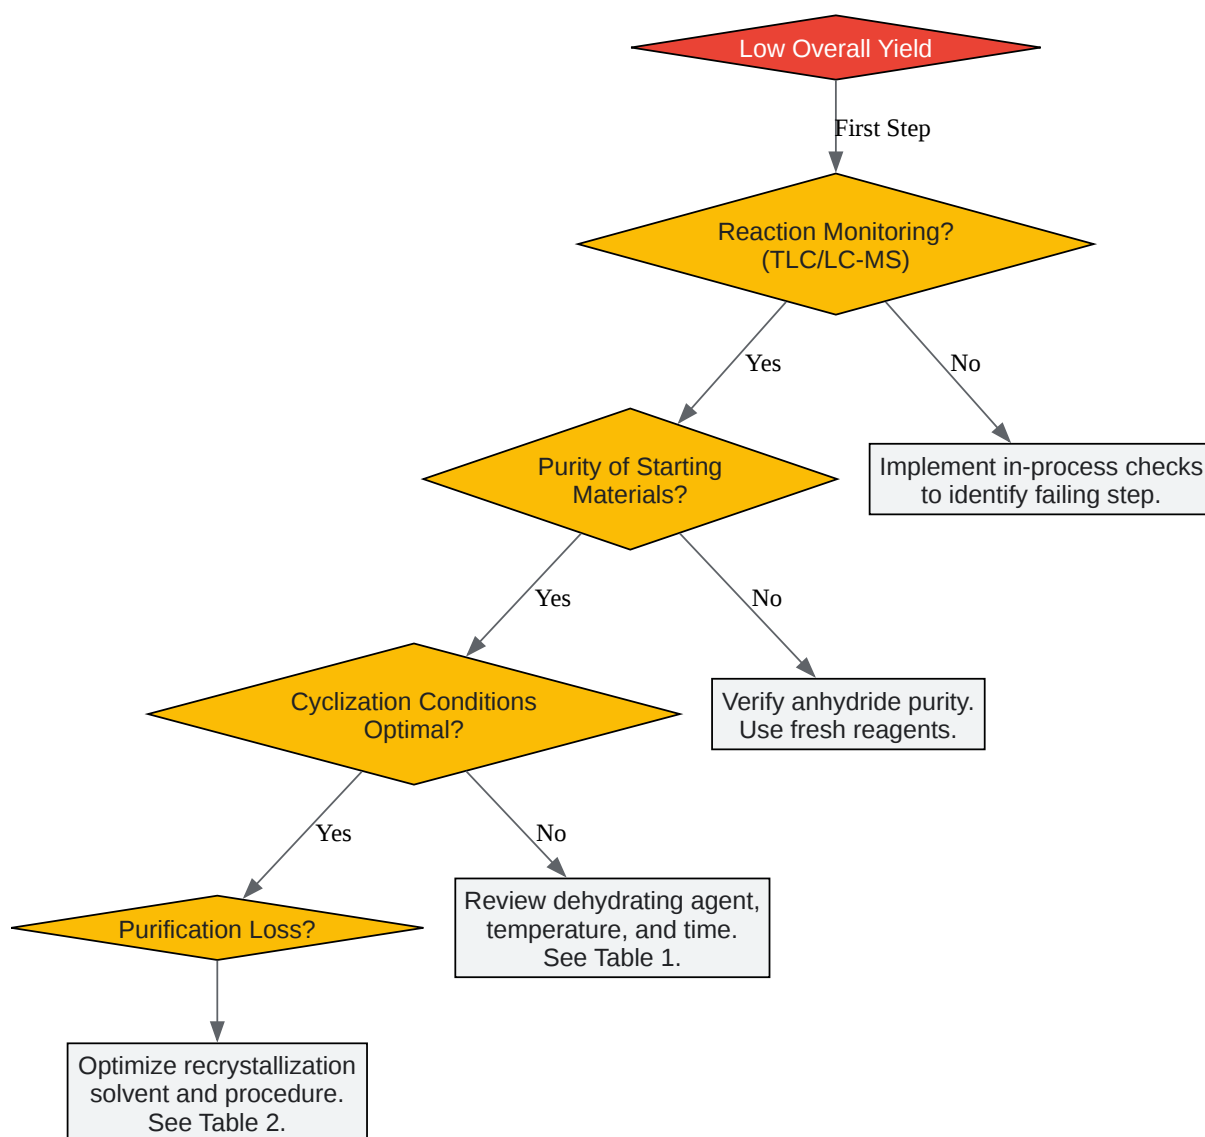 Low Overall Yield
First Step
Reaction Monitoring?
(TLC/LC-MS)
Yes
No
Purity of Starting
Materials?
Implement in-process checks
to identify failing step.
Yes
No
Cyclization Conditions
Optimal?
Verify anhydride purity.
Use fresh reagents.
Yes
No
Purification Loss?
Review dehydrating agent,
temperature, and time.
See Table 1.
Optimize recrystallization
solvent and procedure.
See Table 2.